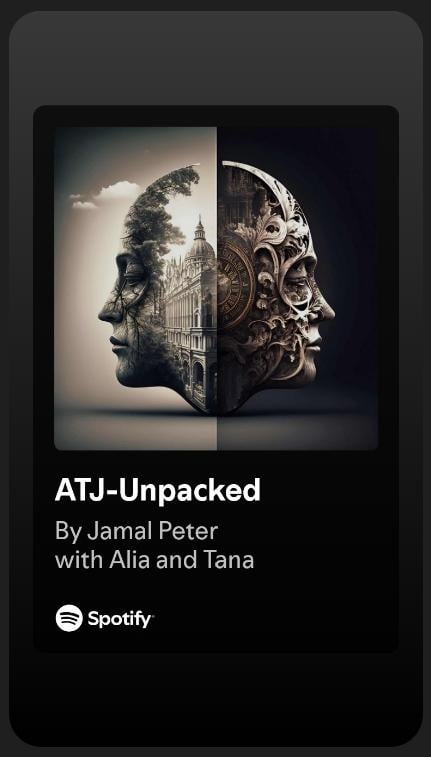 ATJ-Unpacked
By Jamal Peter
with Alia and Tana
Spotify